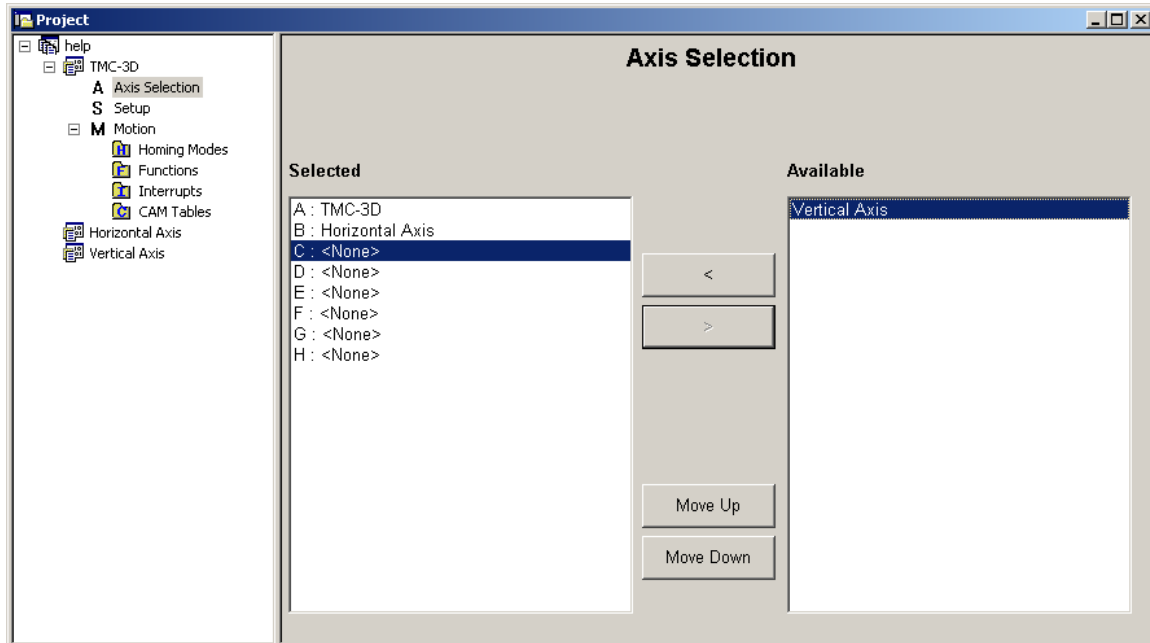 Project
help
TMC-3D
A Axis Selection
S Setup
M Motion
H Homing Modes
F Functions
I Interrupts
C CAM Tables
Horizontal Axis
Vertical Axis
Axis Selection
Selected
A : TMC-3D
B : Horizontal Axis
C : <None>
D : <None>
E : <None>
F : <None>
G : <None>
H : <None>
<
>
Move Up
Move Down
Available
Vertical Axis